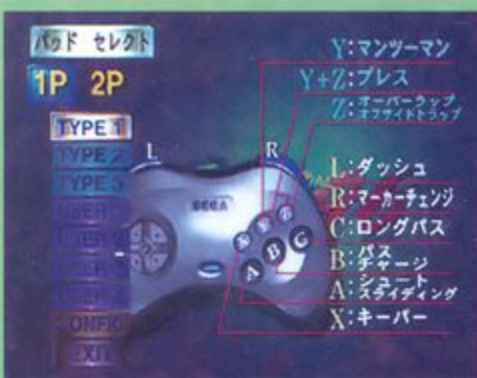 パッド セレクト
1P 2P
TYPE 1
TYPE 2
TYPE 3
CONFIG
EXIT
L
R
SEGA
X Y Z
A B C
Y:マンツーマン
Y+Z:プレス
Z:オーバーラップ
オフサイドトラップ
L:ダッシュ
R:マーカーチェンジ
C:ロングパス
B:パス
チャージ
A:シュート
スライディング
X:キーパー